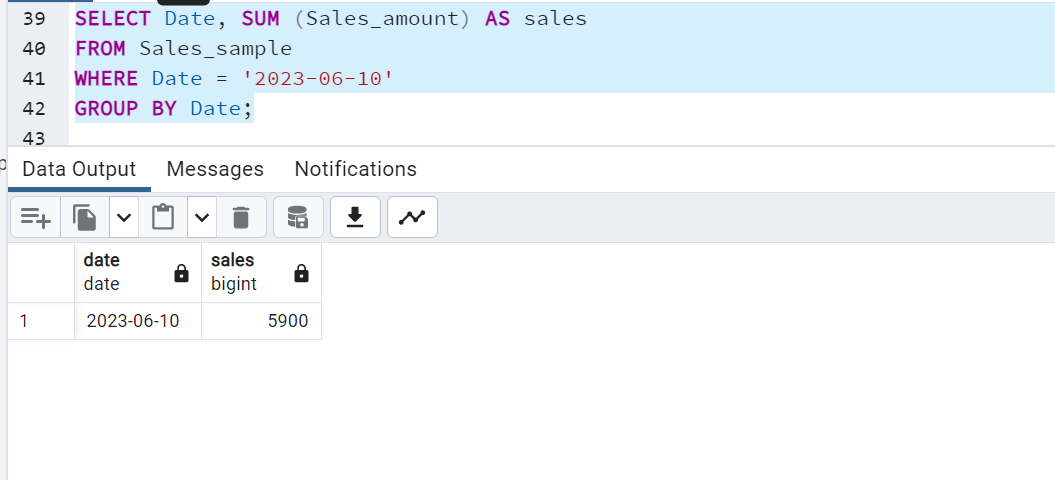 39 SELECT Date, SUM (Sales_amount) AS sales
40 FROM Sales_sample
41 WHERE Date = '2023-06-10'
42 GROUP BY Date;
43
Data Output Messages Notifications
date sales
date bigint
1 2023-06-10 5900